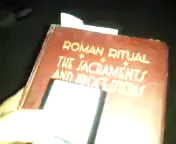 ROMAN RITUAL
THE SACRAMENTS
AND PROCESSIONS